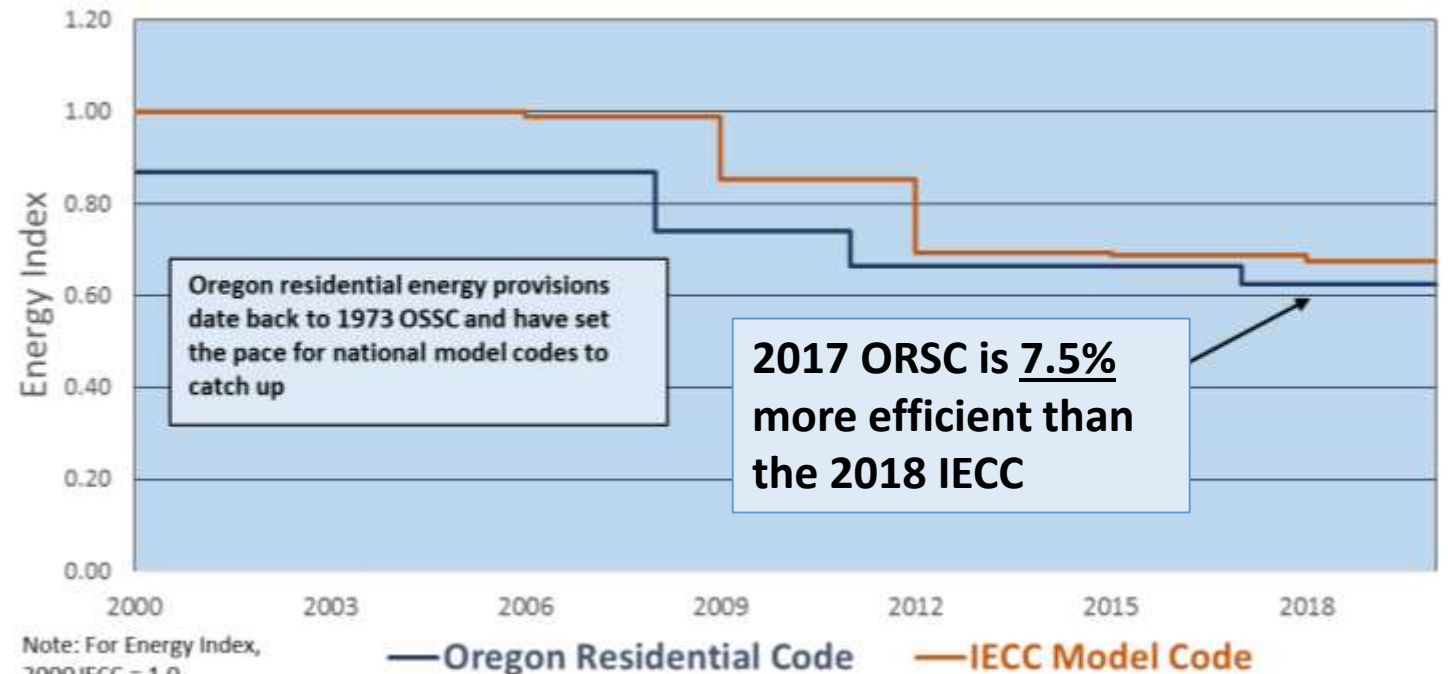 1.20
1.00
0.80
0.60
0.40
0.20
0.00
Energy Index
Oregon residential energy provisions
date back to 1973 OSSC and have set
the pace for national model codes to
catch up
2017 ORSC is 7.5%
more efficient than
the 2018 IECC
2000 2003 2006 2009 2012 2015 2018
Note: For Energy Index,
IECC = 1.0
Oregon Residential Code IECC Model Code